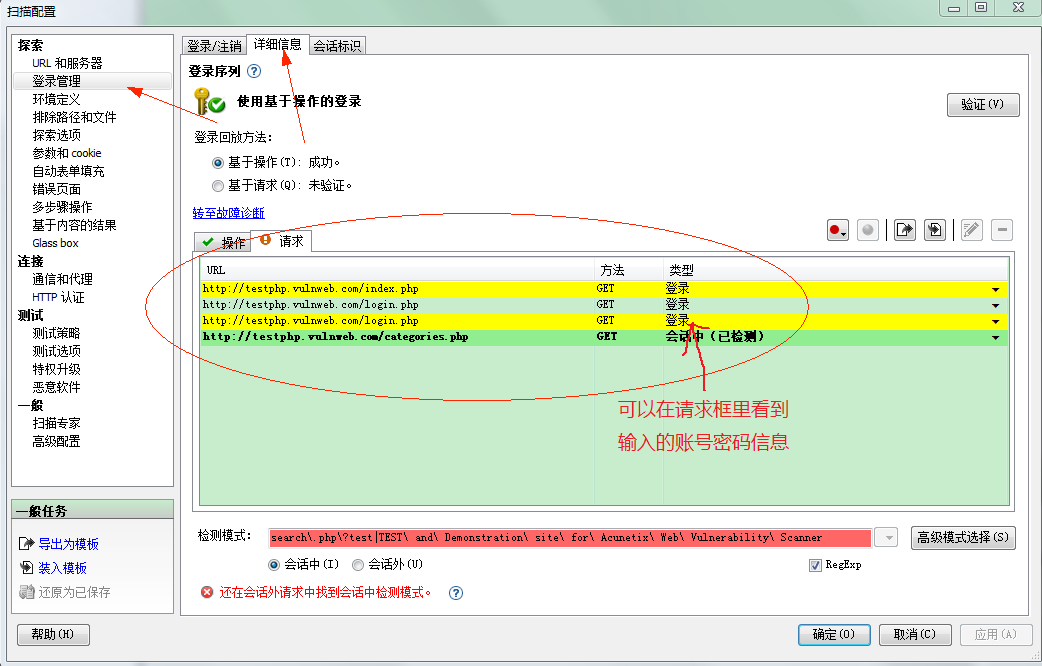 扫描配置
探索
URL 和服务器
登录管理
环境定义
排除路径和文件
探索选项
参数和 cookie
自动表单填充
错误页面
多步骤操作
基于内容的结果
Glass box
连接
通信和代理
HTTP 认证
测试
测试策略
测试选项
特权升级
恶意软件
一般
扫描专家
高级配置
一般任务
导出为模板
装入模板
还原为已保存
登录/注销 详细信息 会话标识
登录序列 ?
使用基于操作的登录
验证(V)
登录回放方法:
基于操作(T): 成功。
基于请求(Q): 未验证。
转至故障诊断
操作 请求
URL 方法 类型
http://testphp.vulnweb.com/index.php GET 登录
http://testphp.vulnweb.com/login.php GET 登录
http://testphp.vulnweb.com/login.php GET 登录
http://testphp.vulnweb.com/categories.php GET 会话中（已检测）
可以在请求框里看到
输入的账号密码信息
检测模式: search\.php\?test|TEST\ and\ Demonstration\ site\ for\ Acunetix\ Web\ Vulnerability\ Scanner 高级模式选择(S)
会话中(I) 会话外(U) RegExp
还在会话外请求中找到会话中检测模式。 ?
帮助(H) 确定(O) 取消(C) 应用(A)